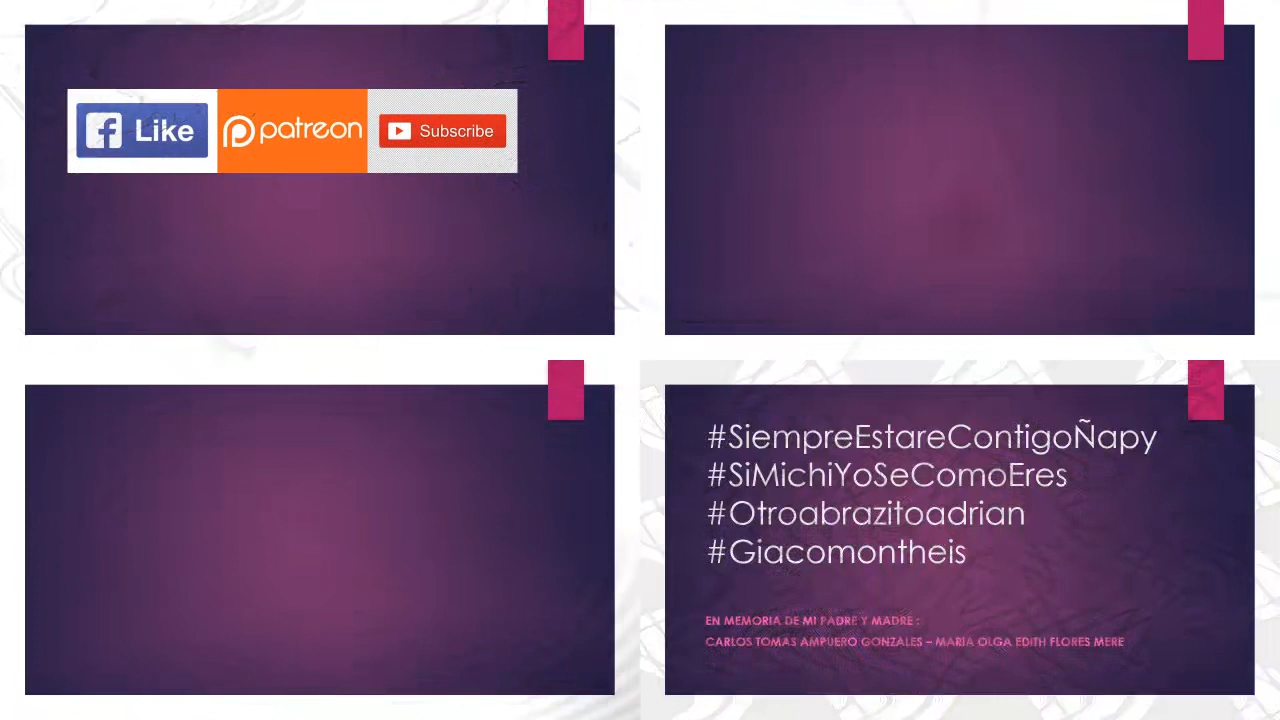 Like
patreon
Subscribe
#SiempreEstareContigoÑapy
#SiMichiYoSeComoEres
#Otroabrazitoadrian
#Giacomontheis
EN MEMORIA DE MI PADRE Y MADRE :
CARLOS TOMAS AMPUERO GONZALES – MARIA OLGA EDITH FLORES MERE